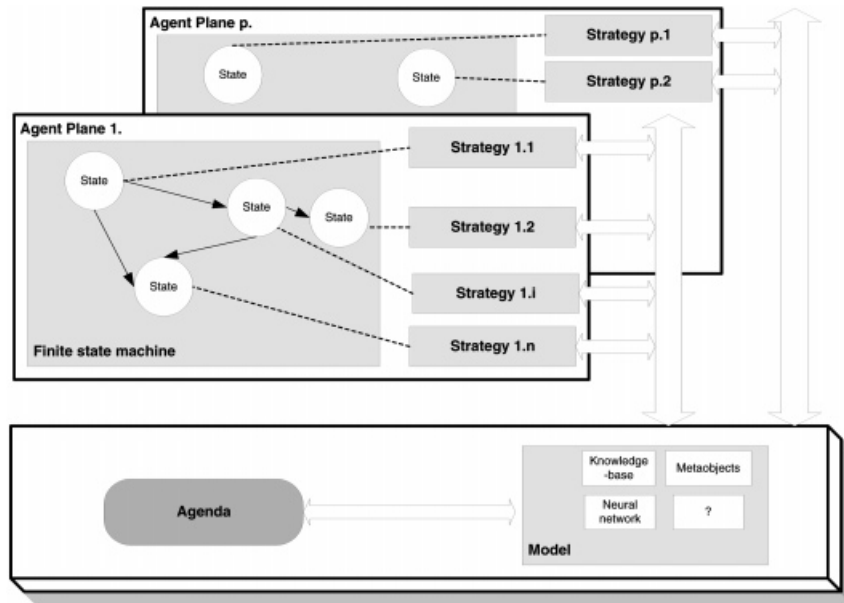 Agent Plane p.
State
State
Strategy p.1
Strategy p.2
Agent Plane 1.
State
State
State
State
Finite state machine
Strategy 1.1
Strategy 1.2
Strategy 1.i
Strategy 1.n
Agenda
Knowledge
-base
Metaobjects
Neural
network
?
Model